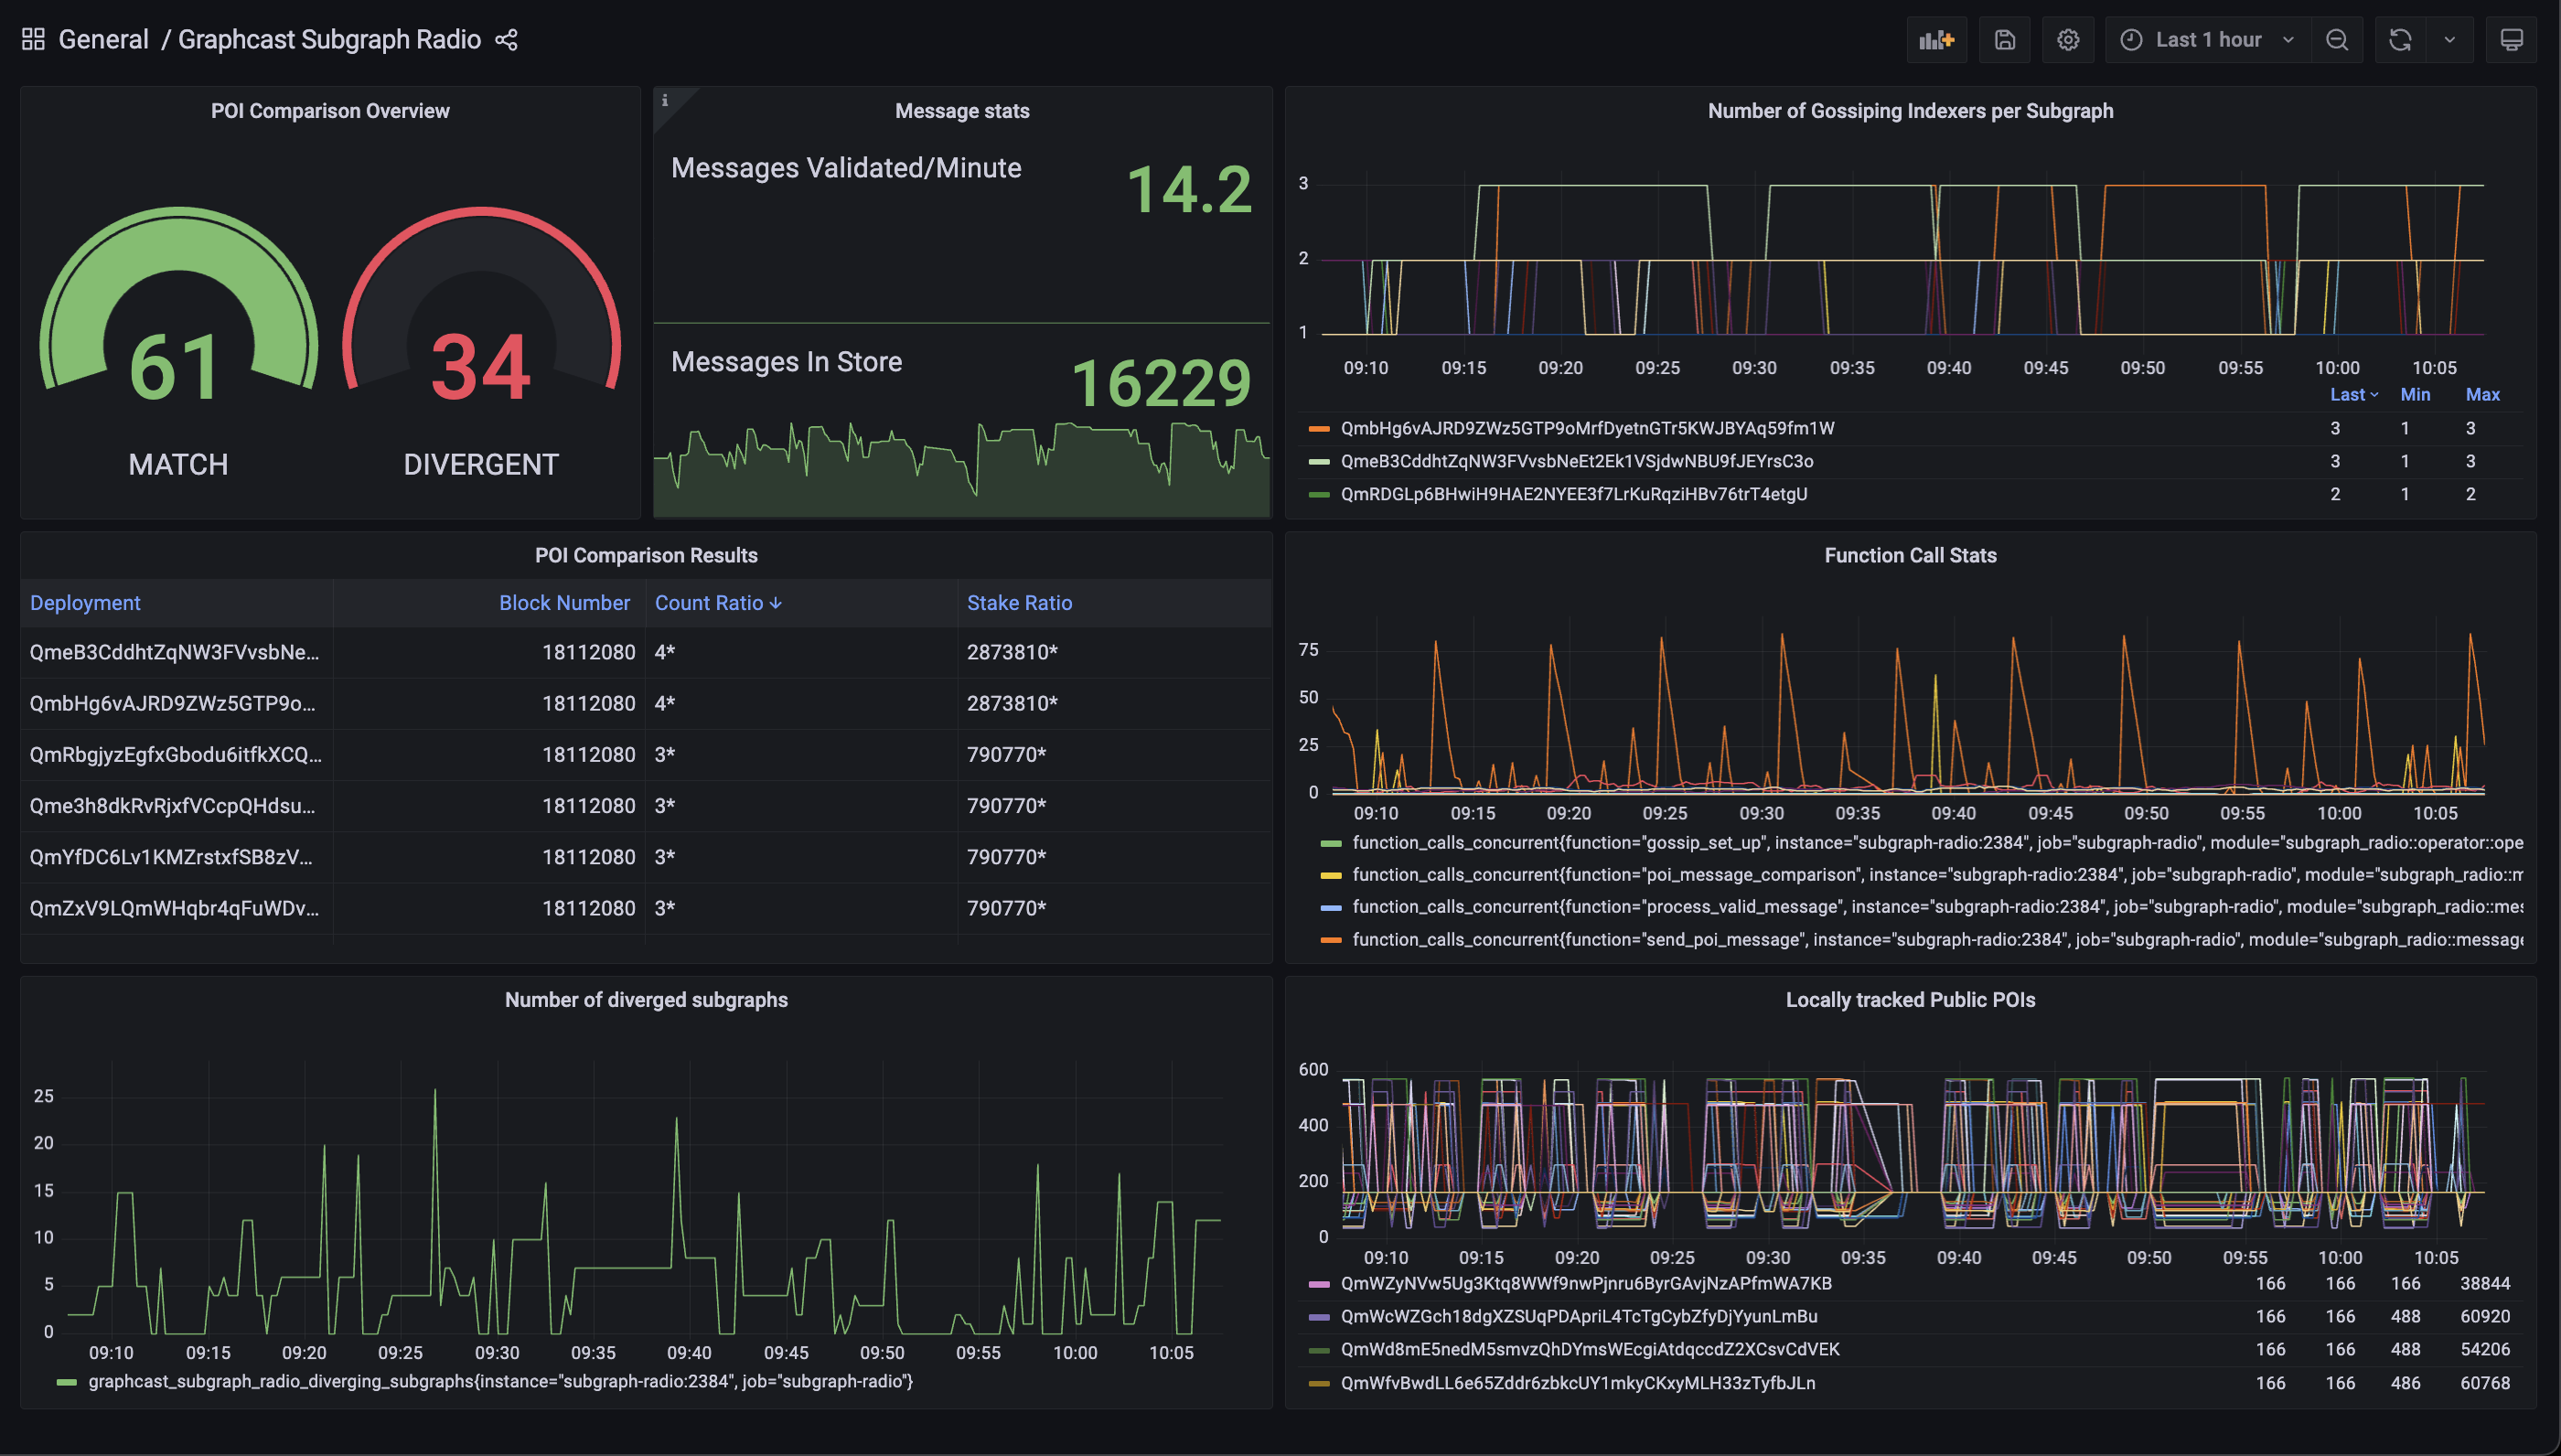 General / Graphcast Subgraph Radio
Last 1 hour
POI Comparison Overview
61
MATCH
34
DIVERGENT
i
Message stats
Messages Validated/Minute
14.2
Messages In Store
16229
Number of Gossiping Indexers per Subgraph
3
2
1
09:10 09:15 09:20 09:25 09:30 09:35 09:40 09:45 09:50 09:55 10:00 10:05
Last Min Max
QmbHg6vAJRD9ZWz5GTP9oMrfDyetnGTr5KWJBYAq59fm1W 3 1 3
QmeB3CddhtZqNW3FVvsbNeEt2Ek1VSjdwNBU9fJEYrsC3o 3 1 3
QmRDGLp6BHwiH9HAE2NYEE3f7LrKuRqziHBv76trT4etgU 2 1 2
POI Comparison Results
Deployment Block Number Count Ratio Stake Ratio
QmeB3CddhtZqNW3FVvsbNe... 18112080 4* 2873810*
QmbHg6vAJRD9ZWz5GTP9o... 18112080 4* 2873810*
QmRbgjyzEgfxGbodu6itfkXCQ... 18112080 3* 790770*
Qme3h8dkRvRjxfVCcpQHdsu... 18112080 3* 790770*
QmYfDC6Lv1KMZrstxfSB8zV... 18112080 3* 790770*
QmZxV9LQmWHqbr4qFuWDv... 18112080 3* 790770*
Function Call Stats
75
50
25
0
09:10 09:15 09:20 09:25 09:30 09:35 09:40 09:45 09:50 09:55 10:00 10:05
function_calls_concurrent{function="gossip_set_up", instance="subgraph-radio:2384", job="subgraph-radio", module="subgraph_radio::operator::ope
function_calls_concurrent{function="poi_message_comparison", instance="subgraph-radio:2384", job="subgraph-radio", module="subgraph_radio::m
function_calls_concurrent{function="process_valid_message", instance="subgraph-radio:2384", job="subgraph-radio", module="subgraph_radio::mes
function_calls_concurrent{function="send_poi_message", instance="subgraph-radio:2384", job="subgraph-radio", module="subgraph_radio::message
Number of diverged subgraphs
25
20
15
10
5
0
09:10 09:15 09:20 09:25 09:30 09:35 09:40 09:45 09:50 09:55 10:00 10:05
graphcast_subgraph_radio_diverging_subgraphs{instance="subgraph-radio:2384", job="subgraph-radio"}
Locally tracked Public POIs
600
400
200
0
09:10 09:15 09:20 09:25 09:30 09:35 09:40 09:45 09:50 09:55 10:00 10:05
QmWZyNVw5Ug3Ktq8WWf9nwPjnru6ByrGAvjNzAPfmWA7KB 166 166 166 38844
QmWcWZGch18dgXZSUqPDApriL4TcTgCybZfyDjYyunLmBu 166 166 488 60920
QmWd8mE5nedM5smvzQhDYmsWEcgiAtdqccdZ2XCsvCdVEK 166 166 488 54206
QmWfvBwdLL6e65Zddr6zbkcUY1mkyCKxyMLH33zTyfbJLn 166 166 486 60768